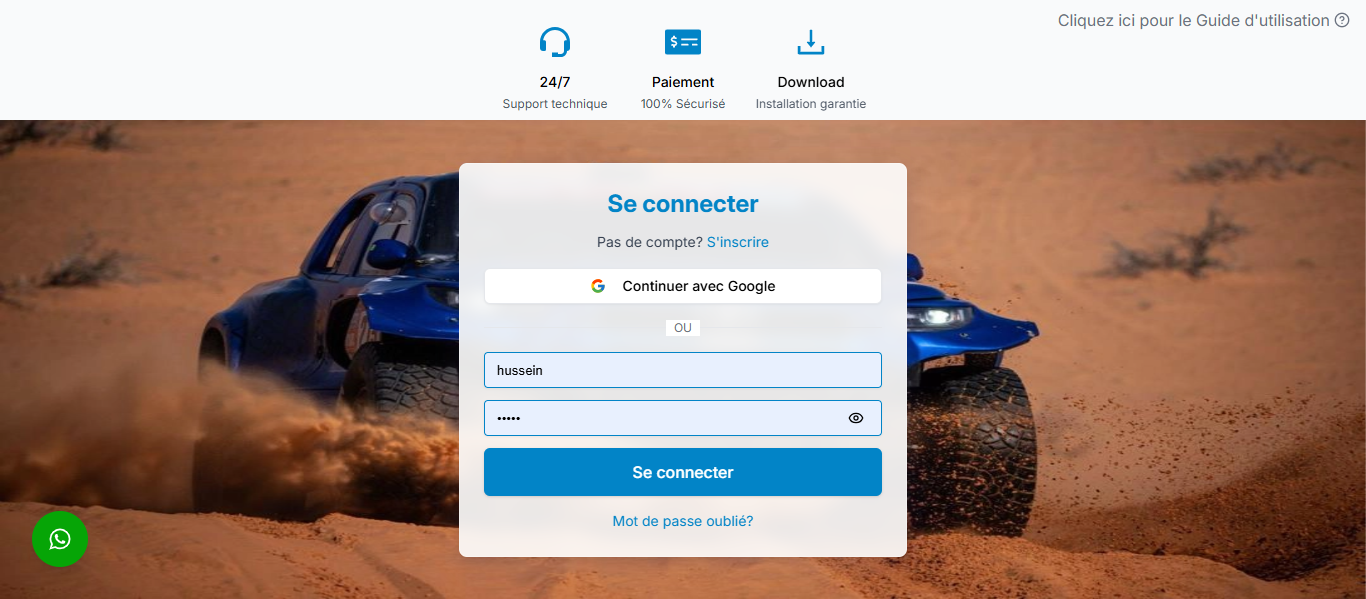 Cliquez ici pour le Guide d'utilisation
24/7
Support technique
Paiement
100% Sécurisé
Download
Installation garantie
Se connecter
Pas de compte? S'inscrire
Continuer avec Google
OU
hussein
•••••
Se connecter
Mot de passe oublié?